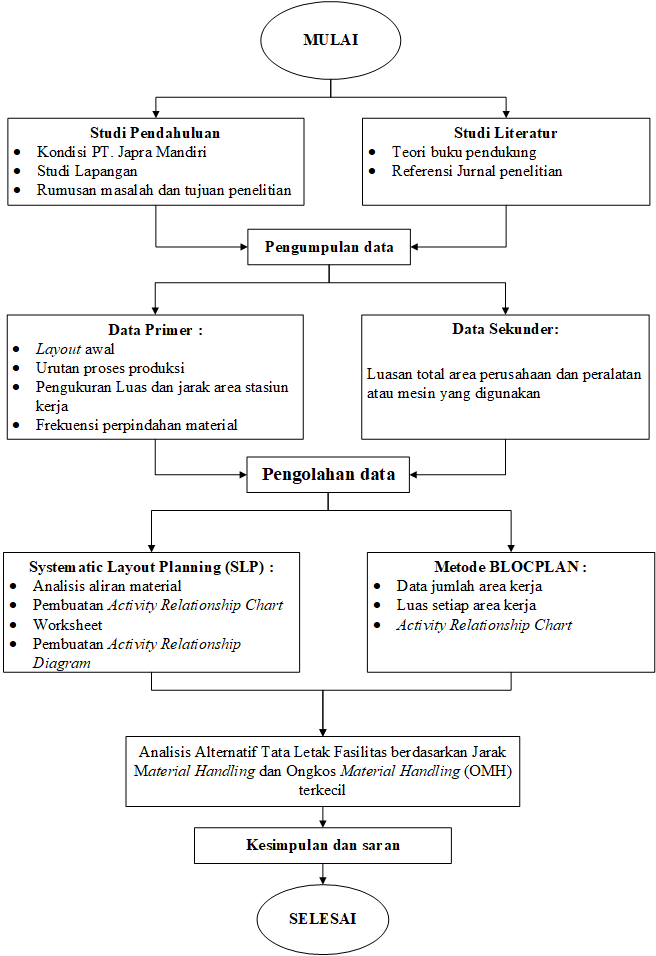 MULAI
Studi Pendahuluan
• Kondisi PT. Japra Mandiri
• Studi Lapangan
• Rumusan masalah dan tujuan penelitian
Studi Literatur
• Teori buku pendukung
• Referensi Jurnal penelitian
Pengumpulan data
Data Primer :
• Layout awal
• Urutan proses produksi
• Pengukuran Luas dan jarak area stasiun
kerja
• Frekuensi perpindahan material
Data Sekunder:
Luasan total area perusahaan dan peralatan
atau mesin yang digunakan
Pengolahan data
Systematic Layout Planning (SLP) :
• Analisis aliran material
• Pembuatan Activity Relationship Chart
• Worksheet
• Pembuatan Activity Relationship
Diagram
Metode BLOCPLAN :
• Data jumlah area kerja
• Luas setiap area kerja
• Activity Relationship Chart
Analisis Alternatif Tata Letak Fasilitas berdasarkan Jarak
Material Handling dan Ongkos Material Handling (OMH)
terkecil
Kesimpulan dan saran
SELESAI